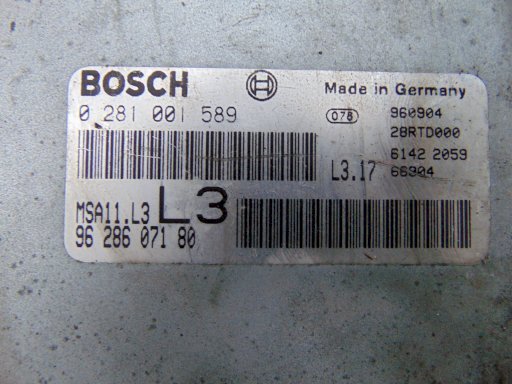 BOSCH
Made in Germany
0 281 001 589
078
960904
28RTD000
6142 2059
L3.17
66904
MSA11.L3
L3
96 286 071 80